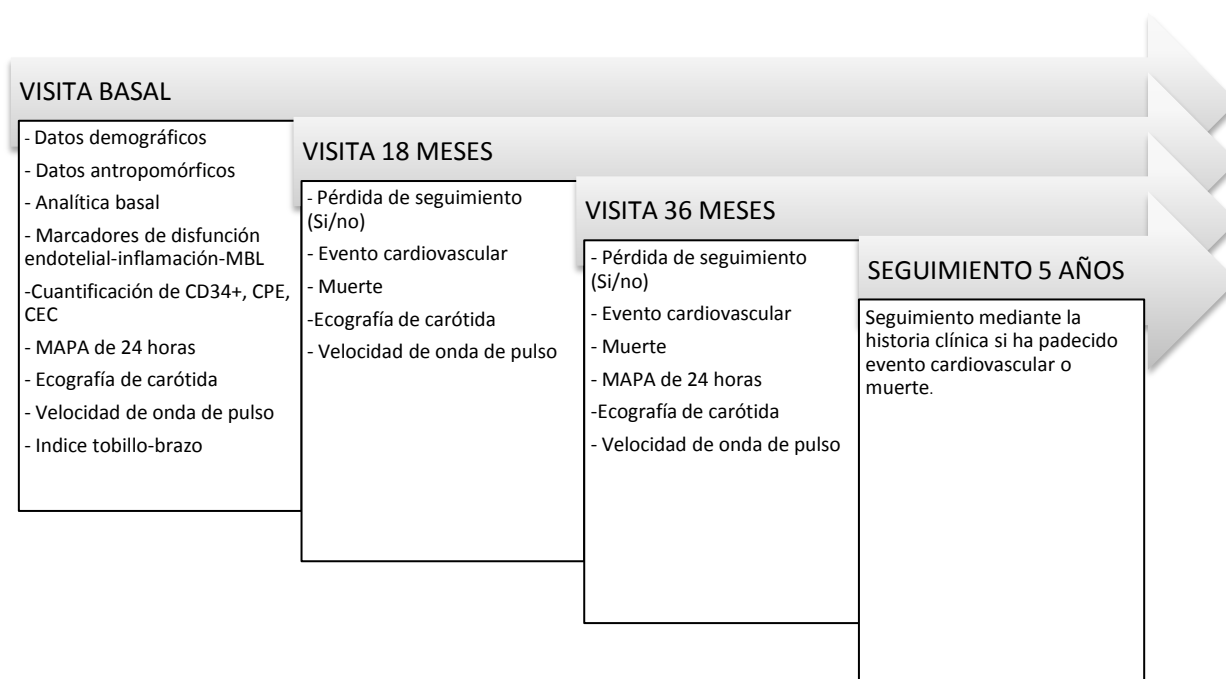 VISITA BASAL
- Datos demográficos
- Datos antropomórficos
- Analítica basal
- Marcadores de disfunción
endotelial-inflamación-MBL
-Cuantificación de CD34+, CPE,
CEC
- MAPA de 24 horas
- Ecografía de carótida
- Velocidad de onda de pulso
- Indice tobillo-brazo
VISITA 18 MESES
- Pérdida de seguimiento
(Si/no)
- Evento cardiovascular
- Muerte
-Ecografía de carótida
- Velocidad de onda de pulso
VISITA 36 MESES
- Pérdida de seguimiento
(Si/no)
- Evento cardiovascular
- Muerte
- MAPA de 24 horas
-Ecografía de carótida
- Velocidad de onda de pulso
SEGUIMIENTO 5 AÑOS
Seguimiento mediante la
historia clínica si ha padecido
evento cardiovascular o
muerte.